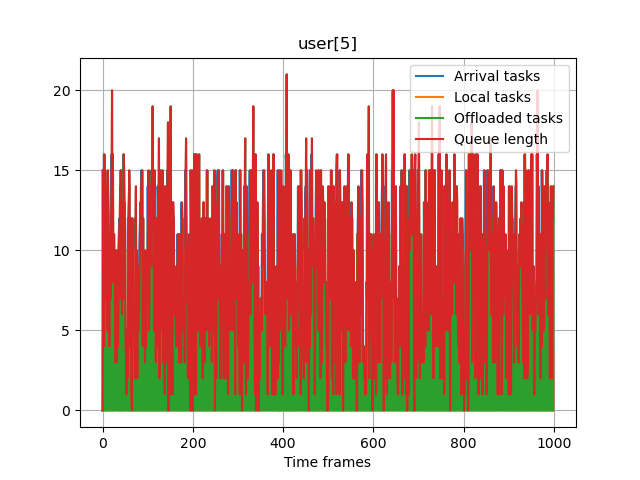 user[5]
Arrival tasks
Local tasks
Offloaded tasks
Queue length
20
15
10
5
0
0 200 400 600 800 1000
Time frames